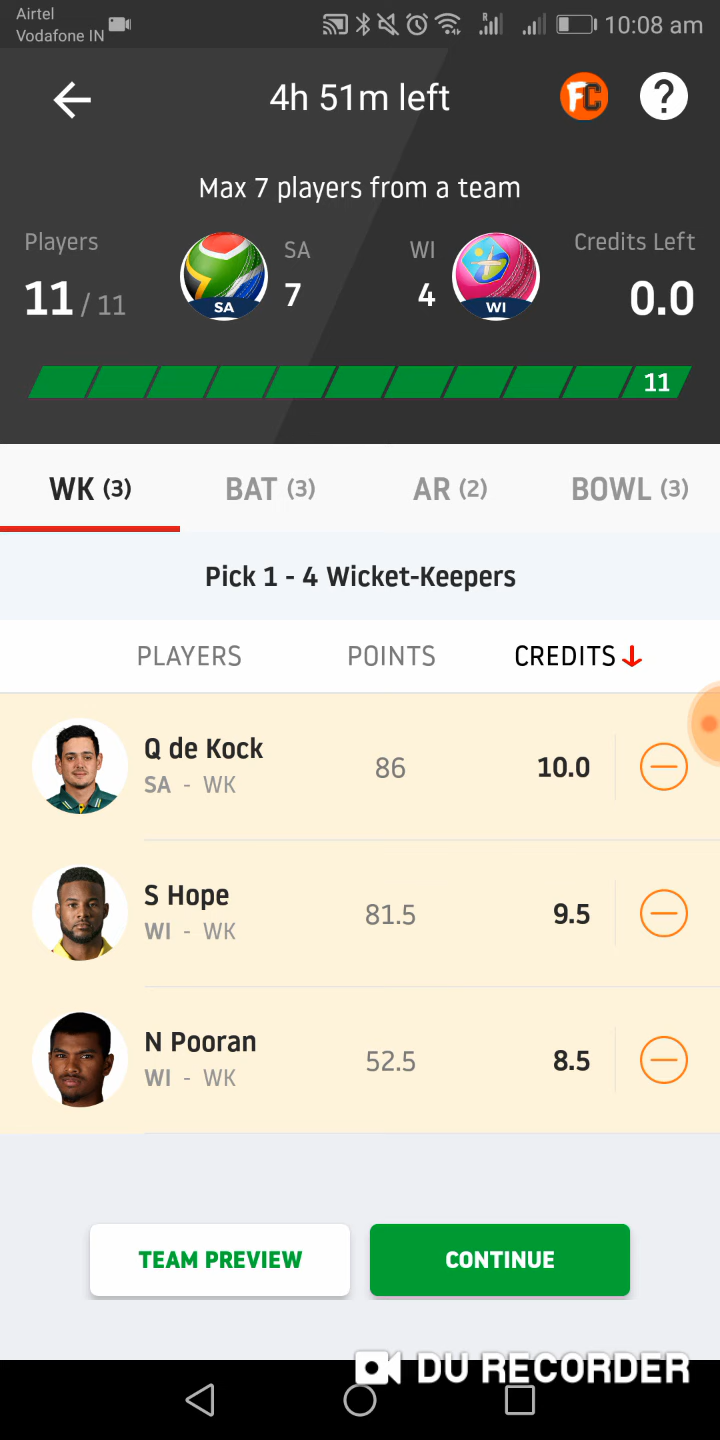 Airtel
Vodafone IN
10:08 am
4h 51m left
FC
?
Max 7 players from a team
Players
SA
WI
Credits Left
11 / 11
SA
7
4
WI
0.0
11
WK (3)
BAT (3)
AR (2)
BOWL (3)
Pick 1 - 4 Wicket-Keepers
PLAYERS
POINTS
CREDITS
Q de Kock
SA - WK
86
10.0
S Hope
WI - WK
81.5
9.5
N Pooran
WI - WK
52.5
8.5
TEAM PREVIEW
CONTINUE
DU RECORDER